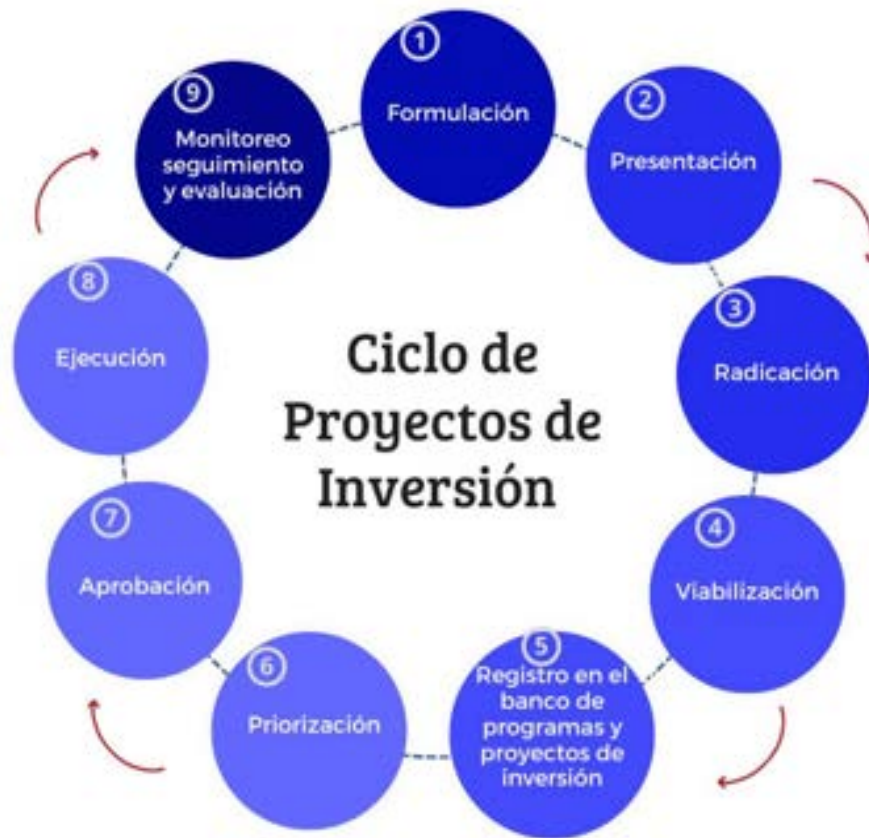 1
Formulación
2
Presentación
3
Radicación
4
Viabilización
5
Registro en el
banco de
programas y
proyectos de
inversión
6
Priorización
7
Aprobación
8
Ejecución
9
Monitoreo
seguimiento
y evaluación
Ciclo de
Proyectos de
Inversión